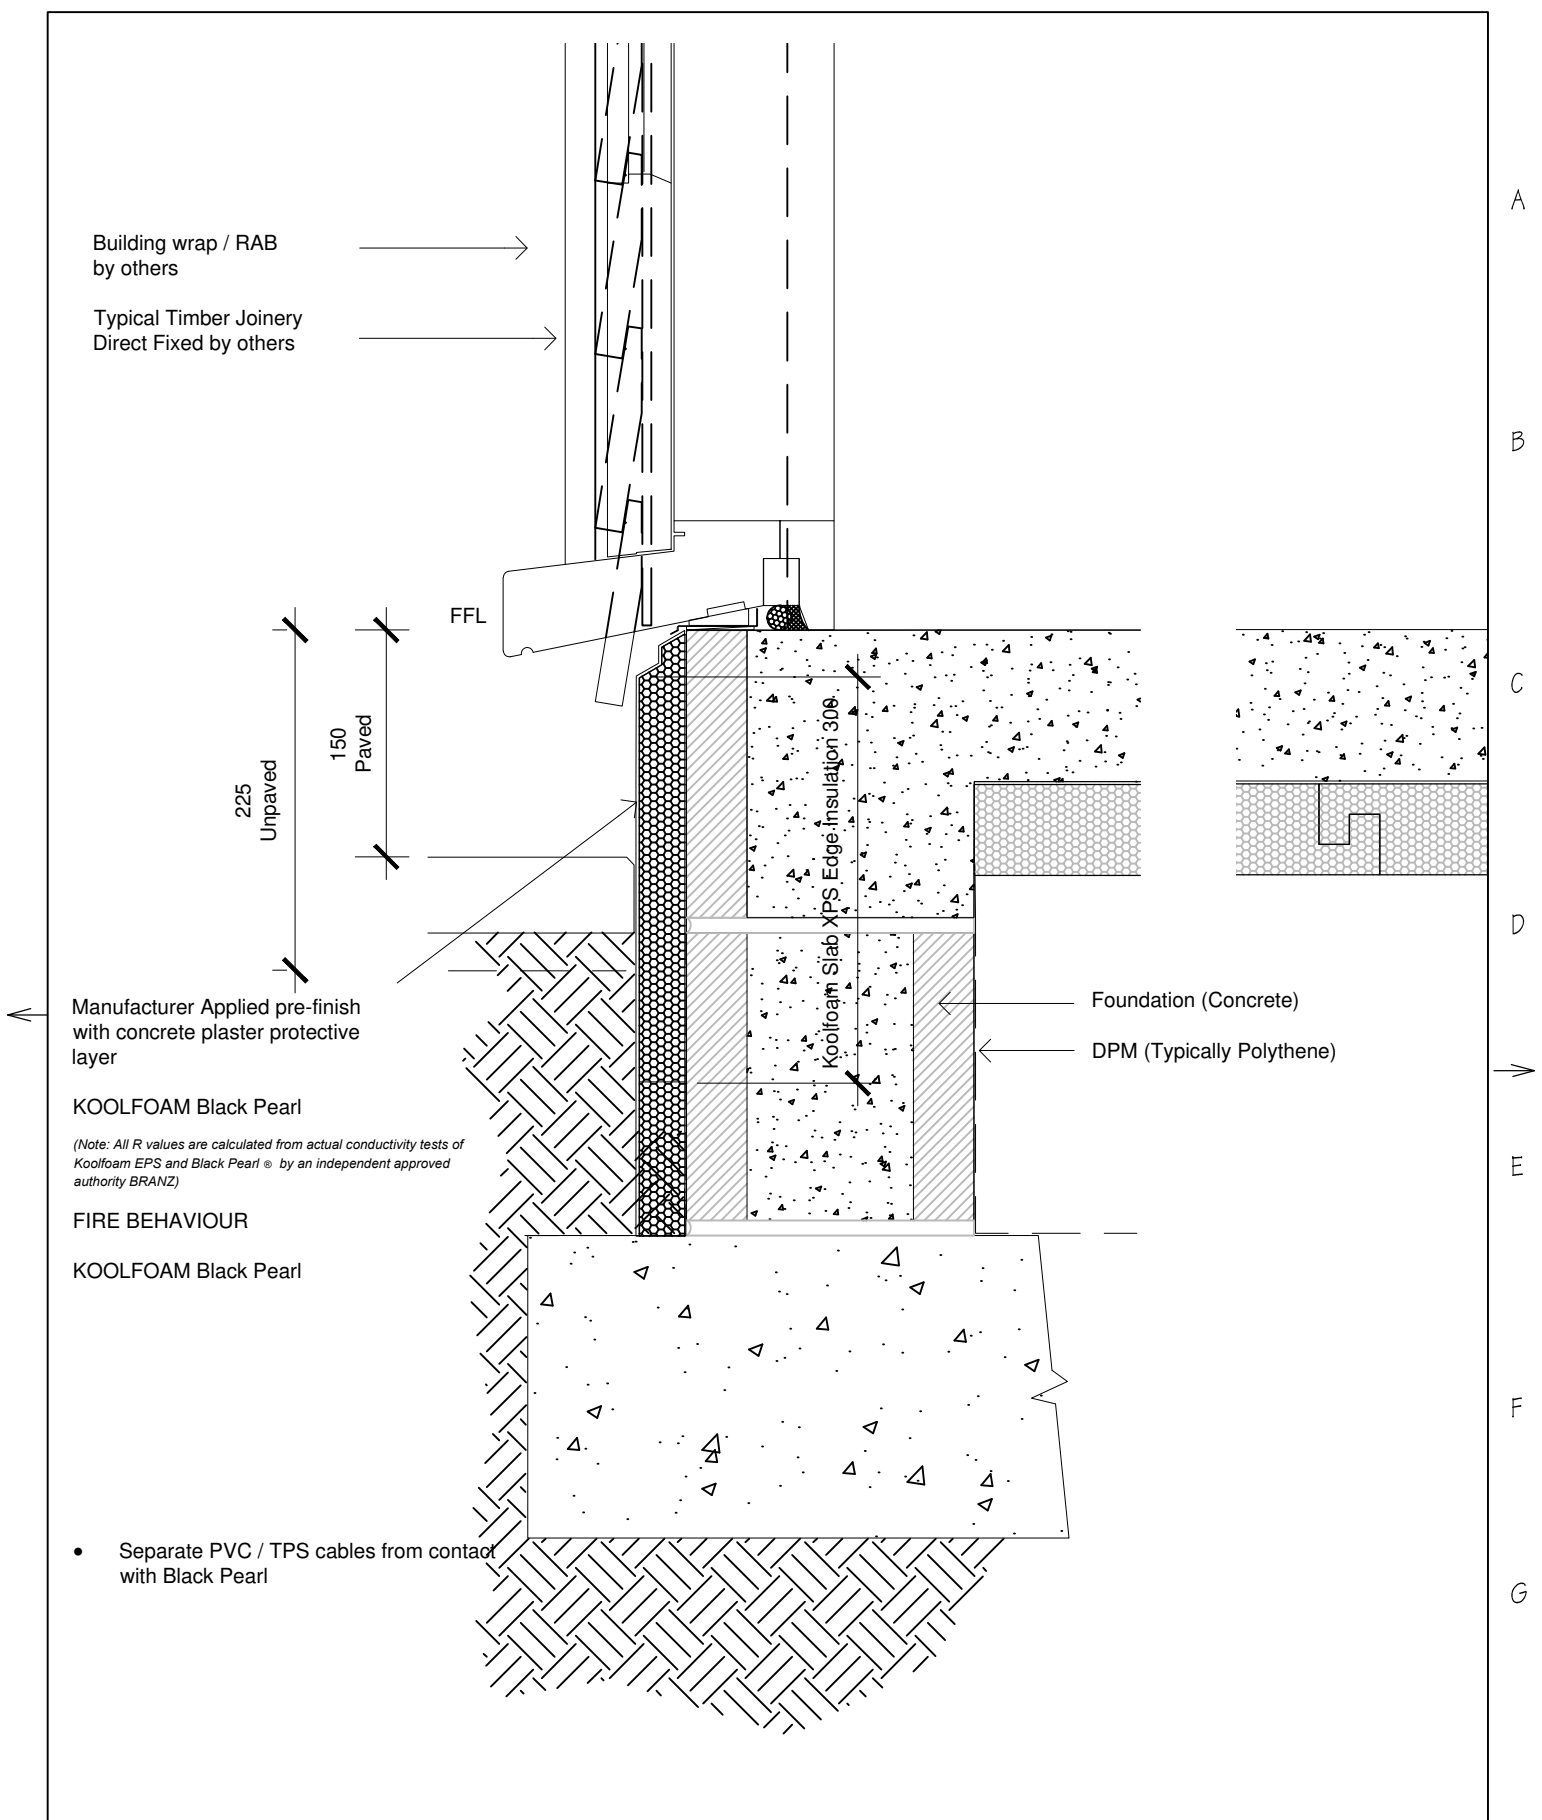 A
Building wrap / RAB
by others
Typical Timber Joinery
Direct Fixed by others
B
FFL
C
150
Paved
225
Unpaved
Koolfoam Slab XPS Edge Insulation 300
D
Manufacturer Applied pre-finish
with concrete plaster protective
layer
Foundation (Concrete)
DPM (Typically Polythene)
KOOLFOAM Black Pearl
(Note: All R values are calculated from actual conductivity tests of
Koolfoam EPS and Black Pearl ® by an independent approved
authority BRANZ)
E
FIRE BEHAVIOUR
KOOLFOAM Black Pearl
F
• Separate PVC / TPS cables from contact
with Black Pearl
G